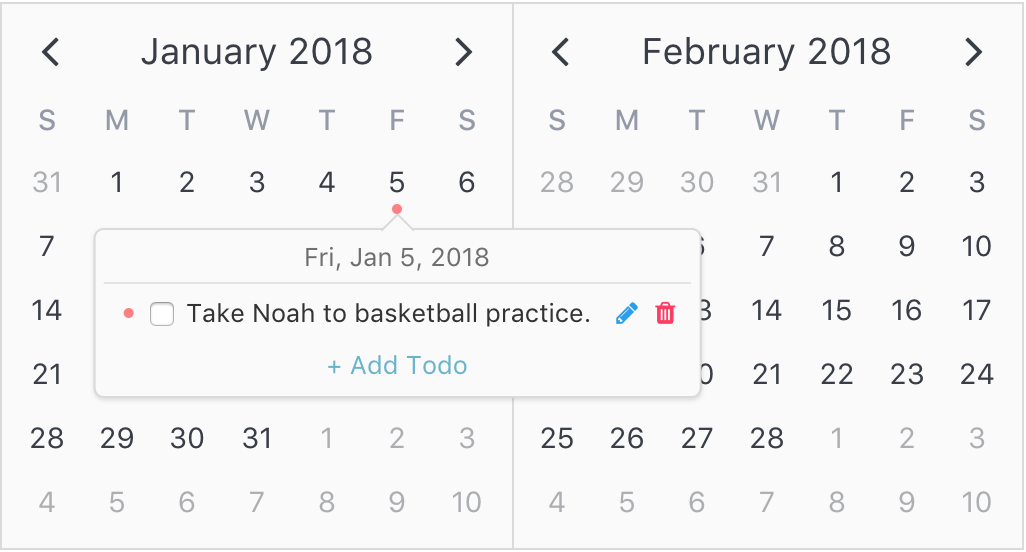 January 2018 February 2018
S M T W T F S S M T W T F S
31 1 2 3 4 5 6 28 29 30 31 1 2 3
7 7 8 9 10
Fri, Jan 5, 2018
14 14 15 16 17
Take Noah to basketball practice.
21 21 22 23 24
+ Add Todo
28 29 30 31 1 2 3 25 26 27 28 1 2 3
4 5 6 7 8 9 10 4 5 6 7 8 9 10